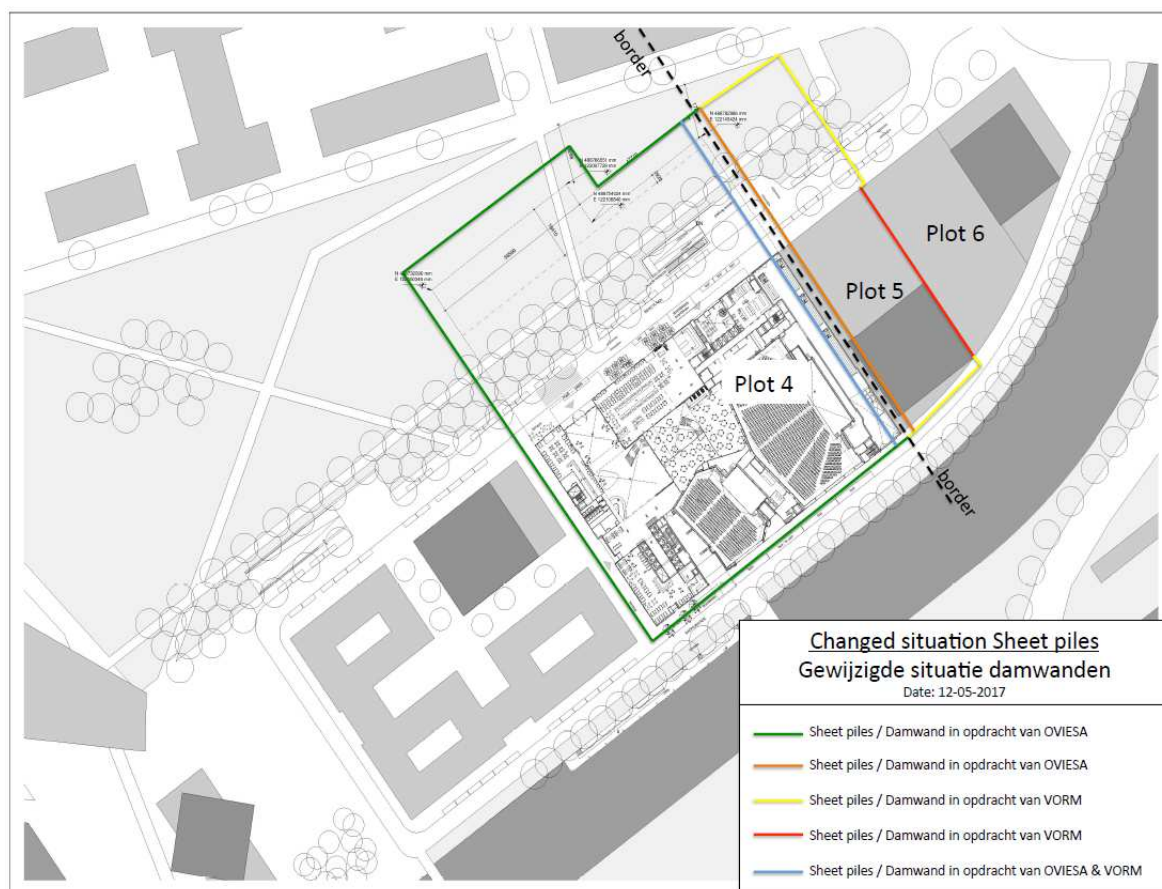 border
Plot 6
Plot 5
Plot 4
border
Changed situation Sheet piles
Gewijzigde situatie damwanden
Date: 12-05-2017
Sheet piles / Damwand in opdracht van OVIESA
Sheet piles / Damwand in opdracht van OVIESA
Sheet piles / Damwand in opdracht van VORM
Sheet piles / Damwand in opdracht van VORM
Sheet piles / Damwand in opdracht van OVIESA & VORM